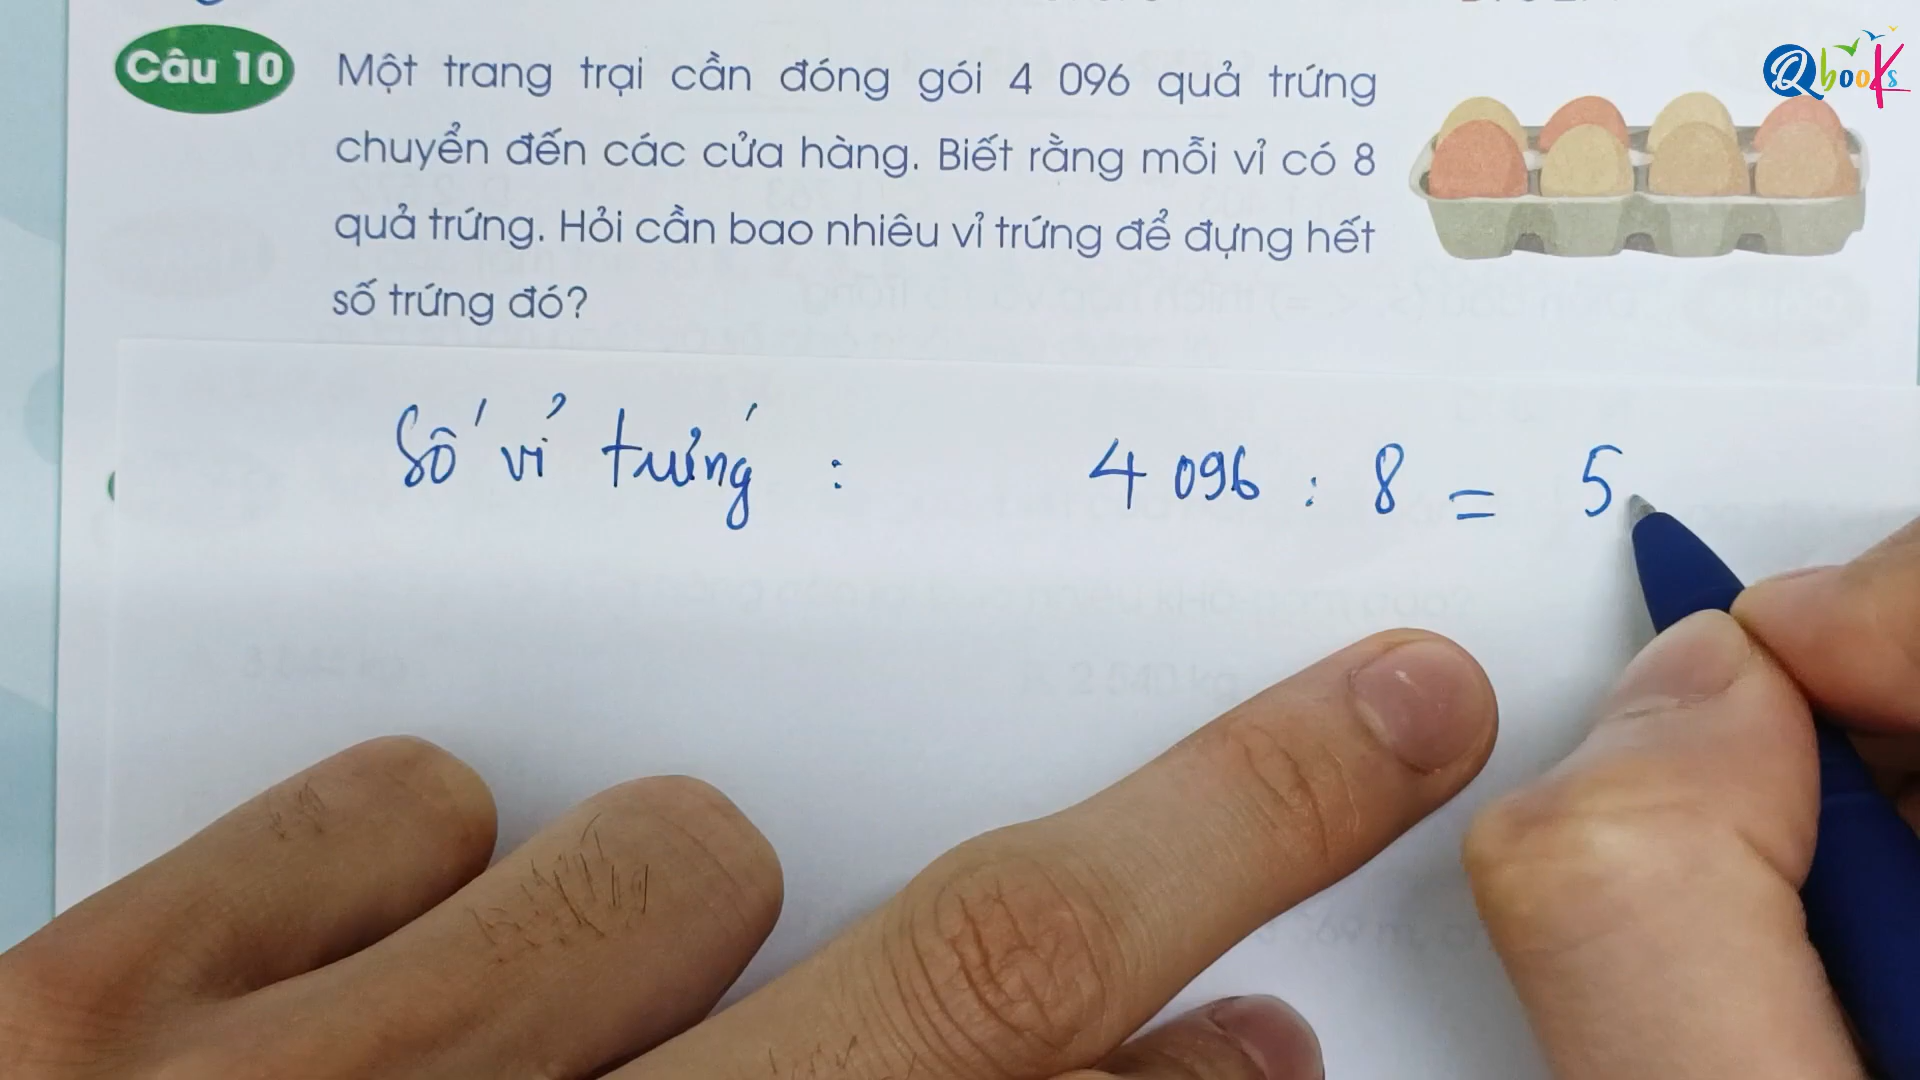 Câu 10 Một trang trại cần đóng gói 4 096 quả trứng
chuyển đến các cửa hàng. Biết rằng mỗi vỉ có 8
quả trứng. Hỏi cần bao nhiêu vỉ trứng để đựng hết
số trứng đó?
Qbooks
Số vỉ trứng : 4 096 : 8 = 5